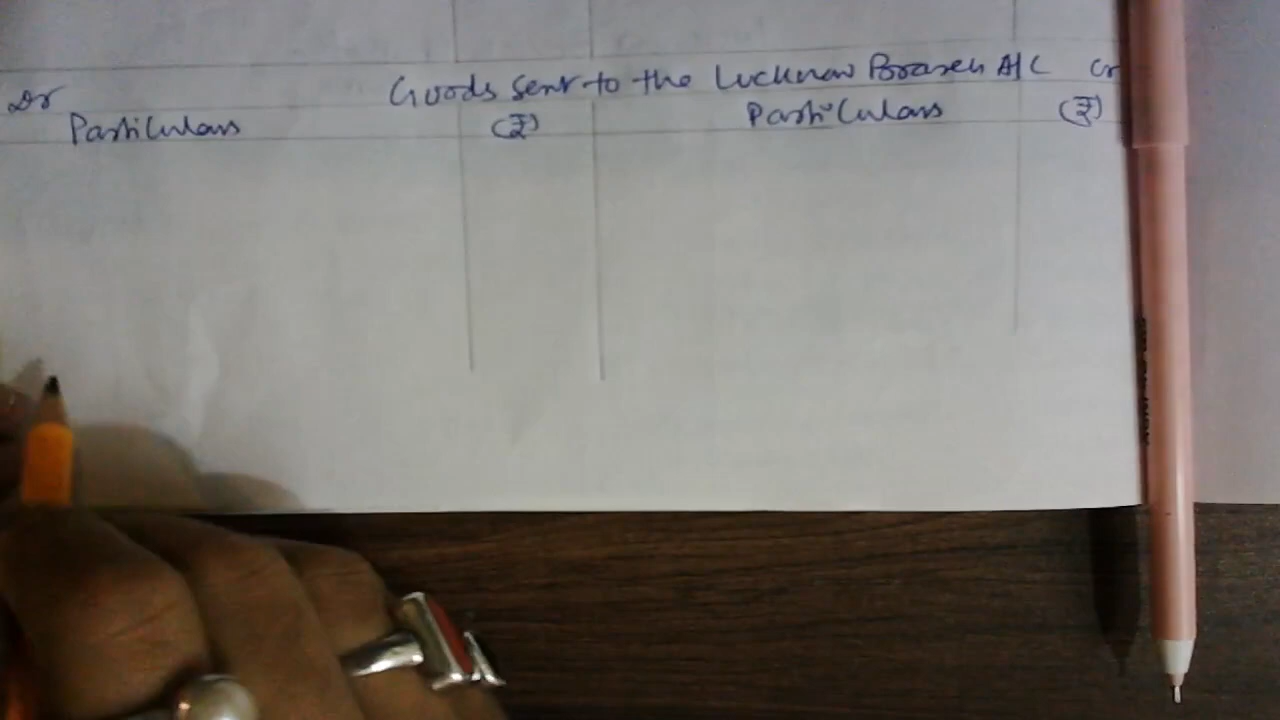 Dr Goods sent to the Lucknow Branch A/C Cr
Particulars (₹) Particulars (₹)